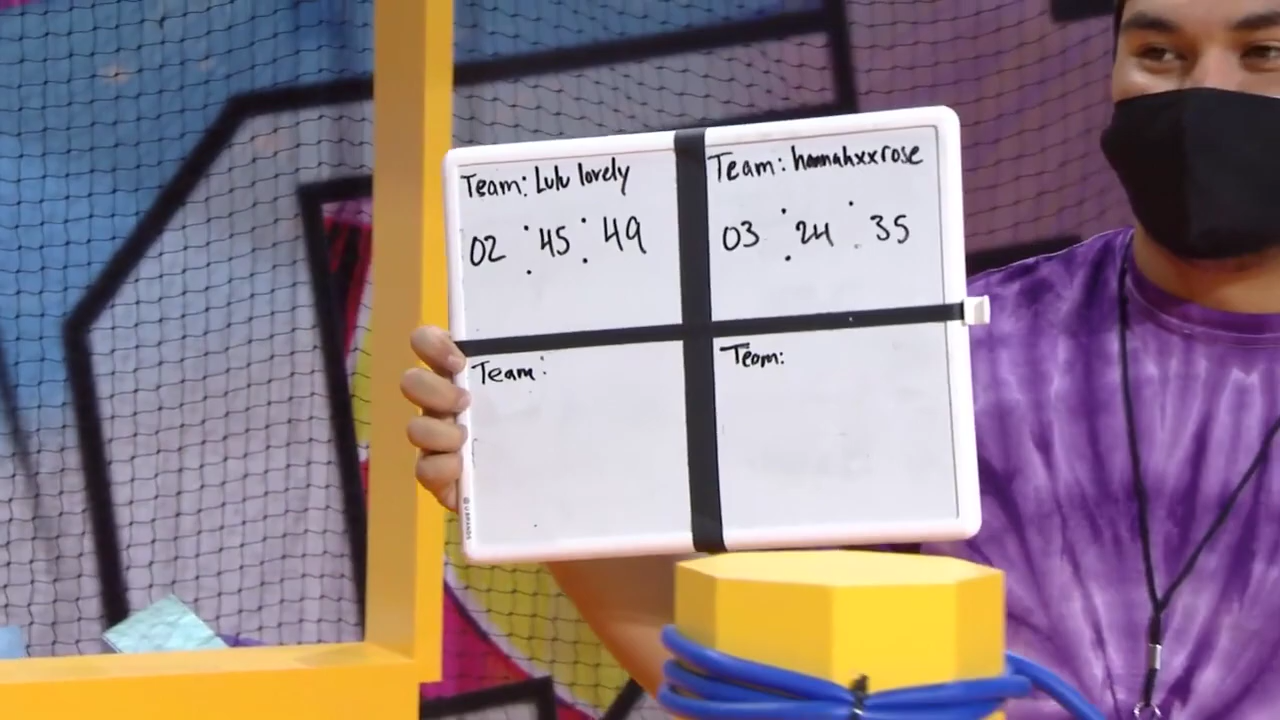 Team: Lulu lovely
02 : 45 : 49
Team: hannahxxrose
03 : 24 : 35
Team:
Team: